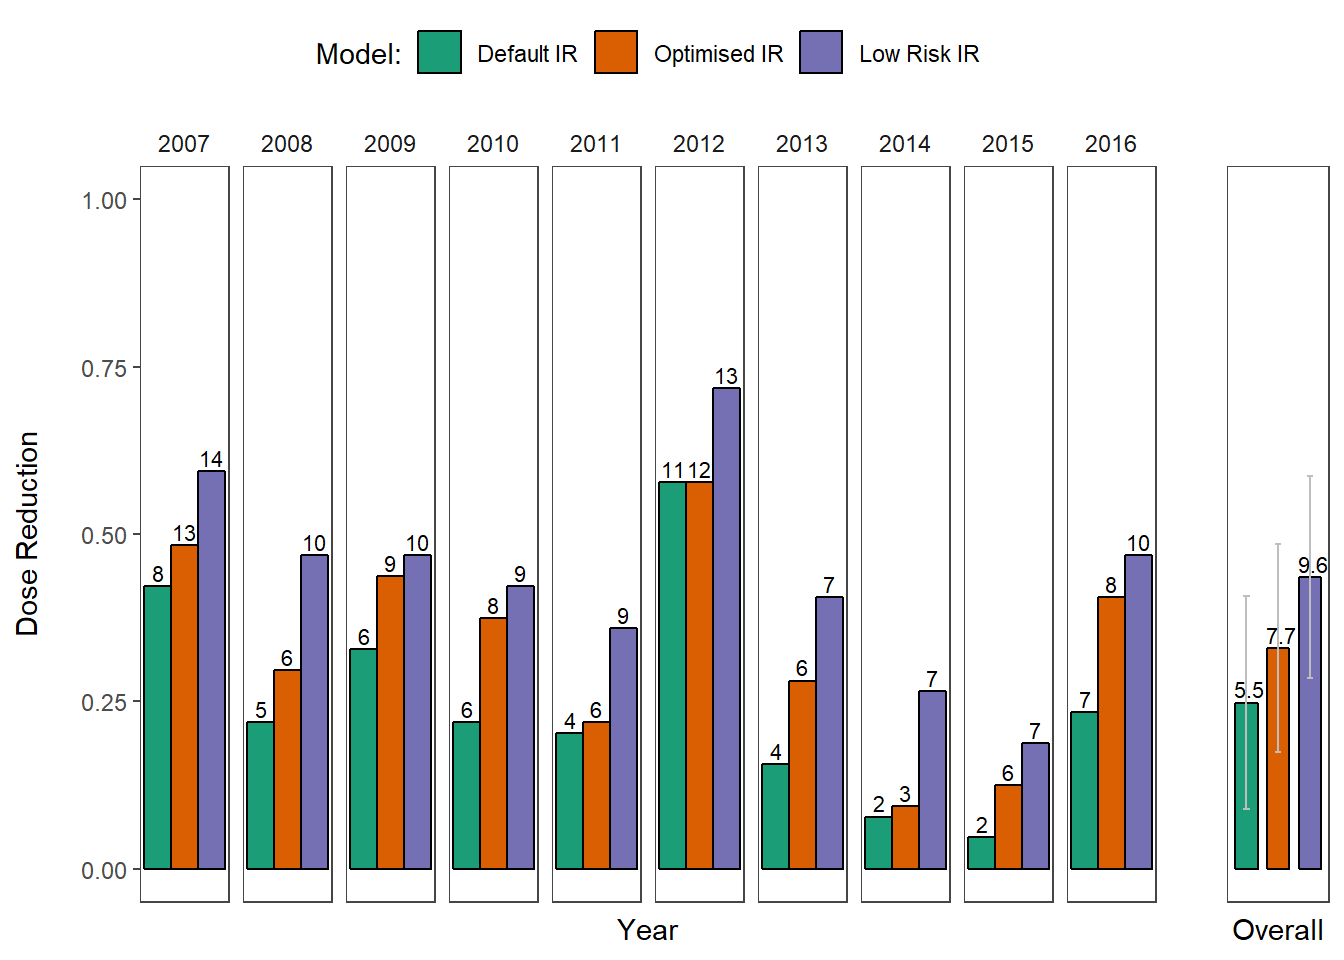 Model: Default IR Optimised IR Low Risk IR
2007 2008 2009 2010 2011 2012 2013 2014 2015 2016
1.00
0.75
0.50
0.25
0.00
Dose Reduction
8 13 14
5 6 10
6 9 10
6 8 9
4 6 9
11 12 13
4 6 7
2 3 7
2 6 7
7 8 10
5.5 7.7 9.6
Year
Overall